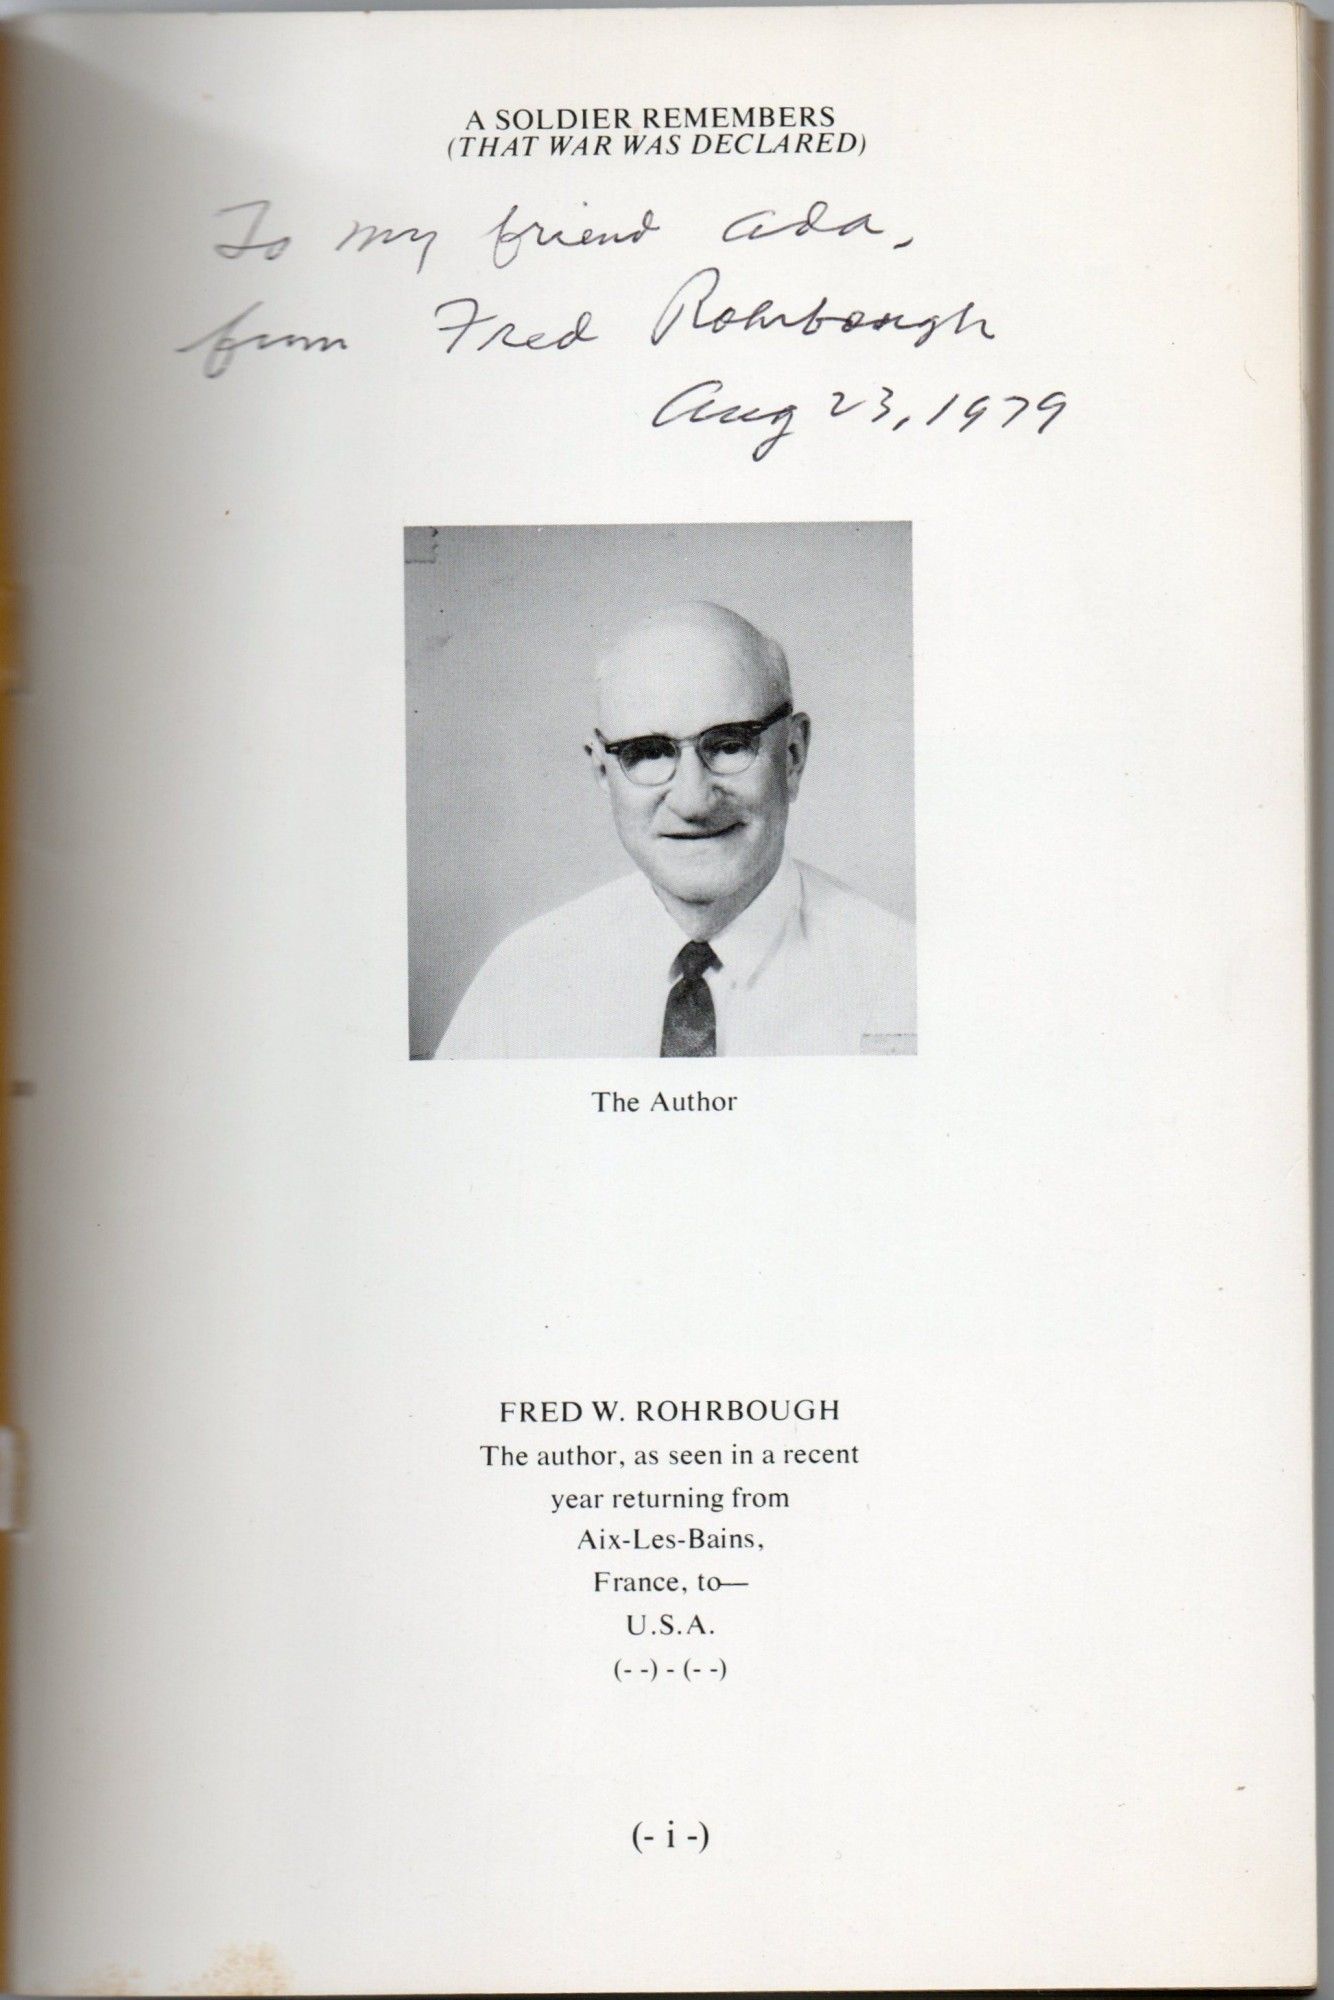 A SOLDIER REMEMBERS
(THAT WAR WAS DECLARED)
To my friend Ada,
from Fred Rohrbough
Aug 23, 1979
The Author
FRED W. ROHRBOUGH
The author, as seen in a recent
year returning from
Aix-Les-Bains,
France, to—
U.S.A.
(- -) - (- -)
(- i -)